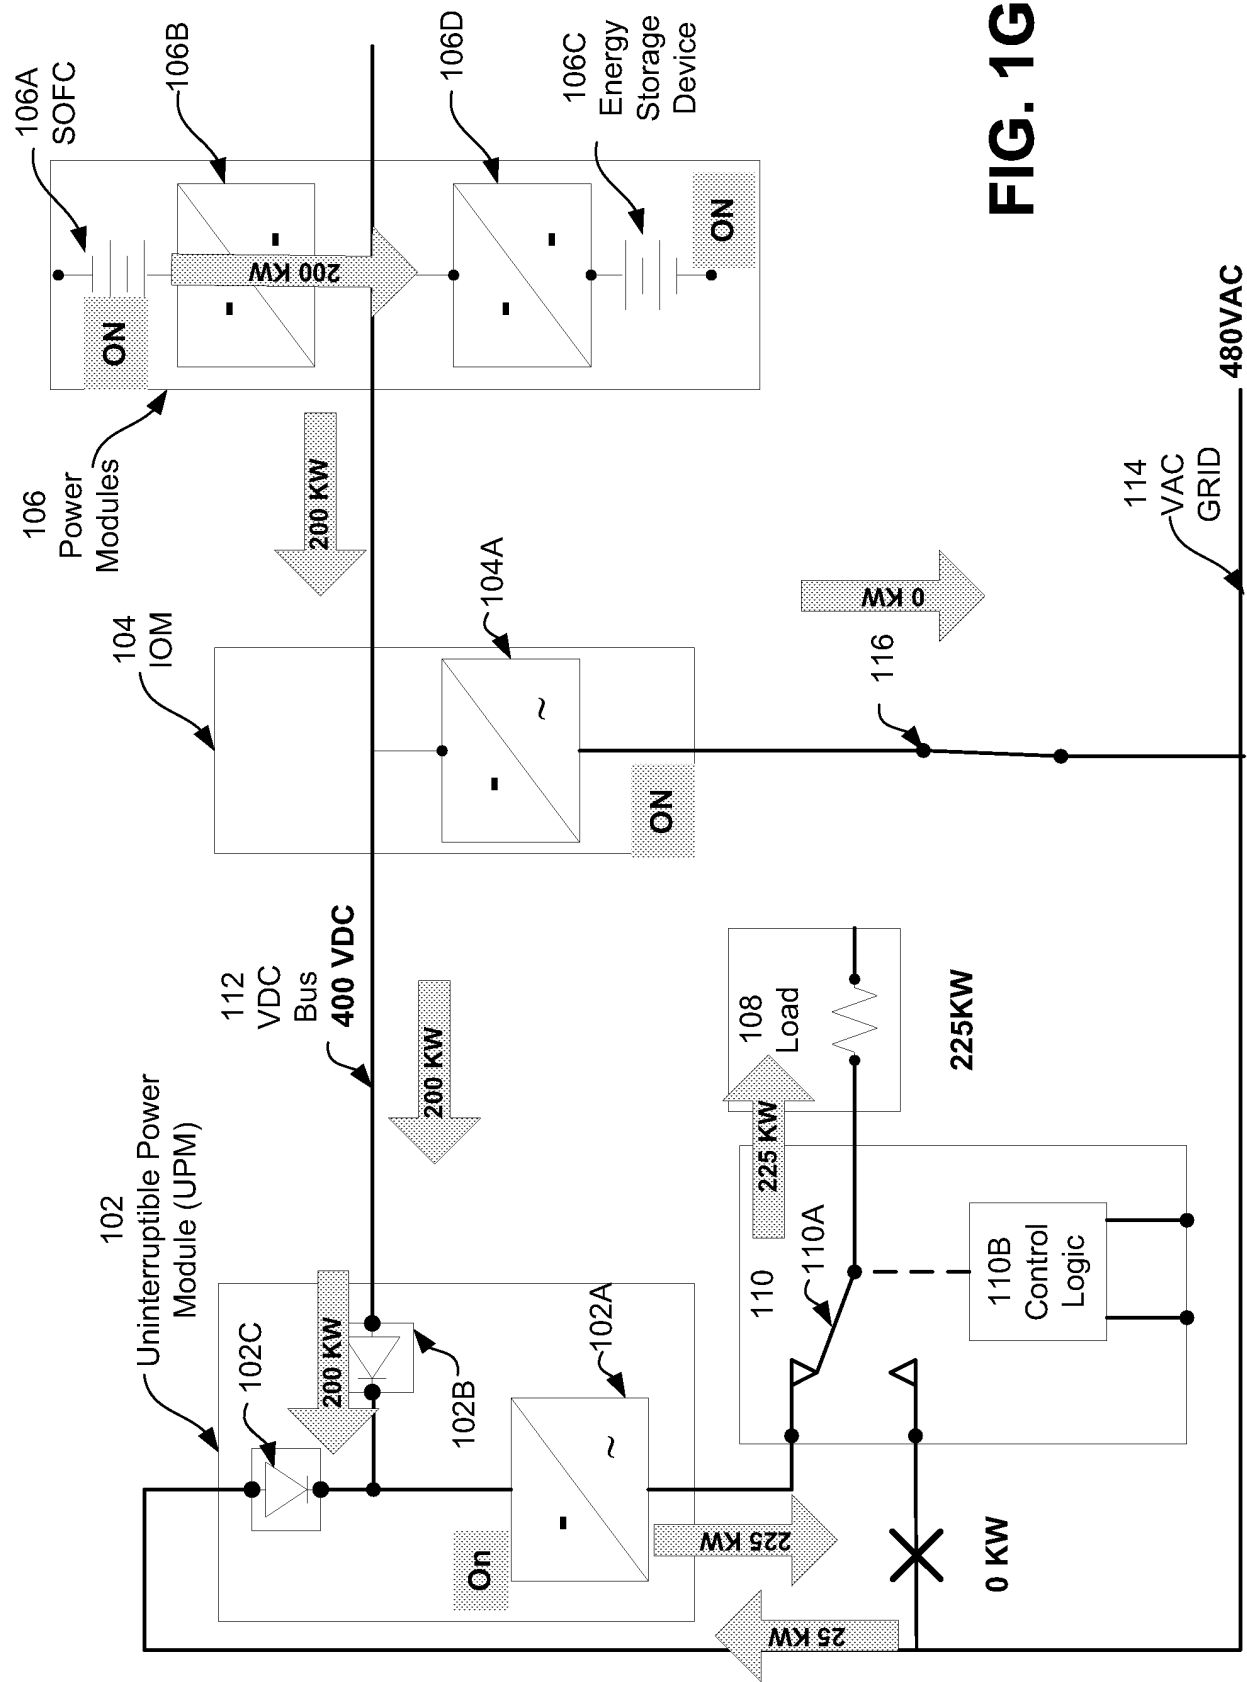 102
Uninterruptible Power
Module (UPM)
102C
200 KW
102B
102A
On
225 KW
25 KW
0 KW
112
VDC
Bus
400 VDC
200 KW
104
IOM
104A
ON
200 KW
0 KW
116
106
Power
Modules
106A
SOFC
106B
ON
200 KW
106D
106C
Energy
Storage
Device
ON
110
110A
110B
Control
Logic
225 KW
108
Load
225KW
114
VAC
GRID
480VAC
~
~
FIG. 1G